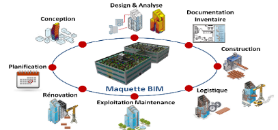 Design & Analyse
Conception
Documentation
Inventaire
Construction
Planification
Maquette BIM
Rénovation
Logistique
Exploitation Maintenance